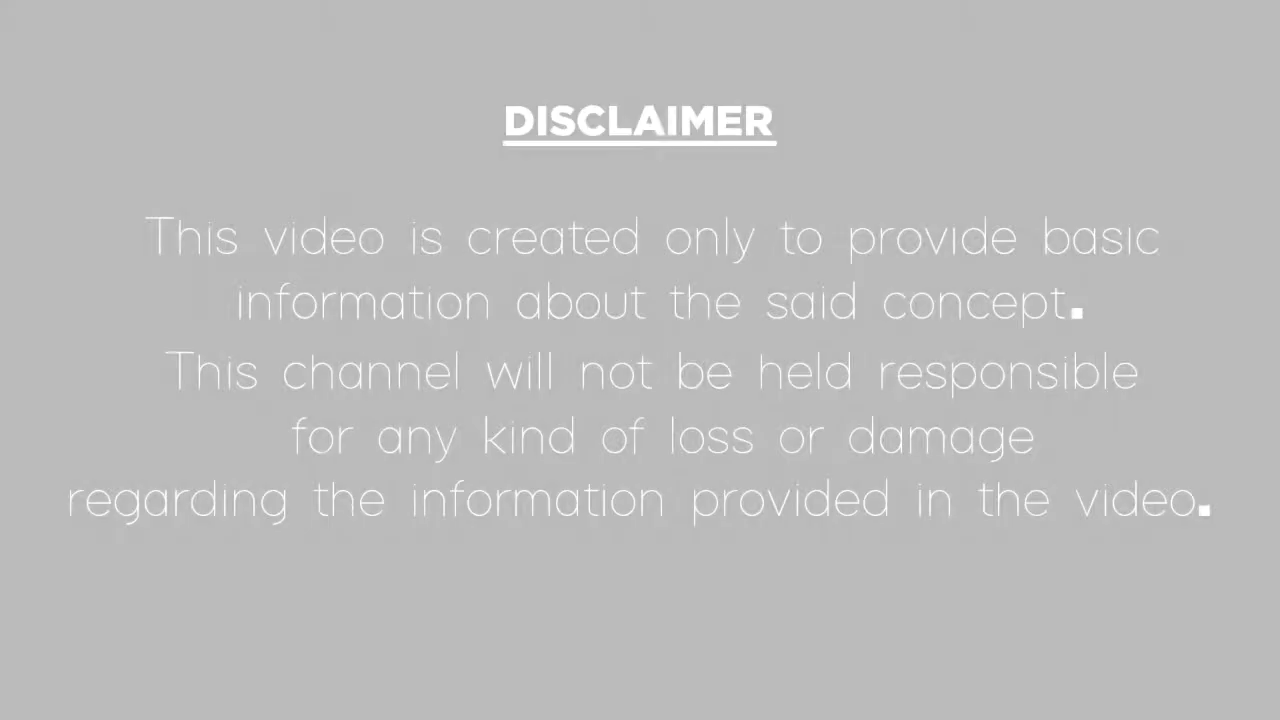 DISCLAIMER
This video is created only to provide basic
information about the said concept.
This channel will not be held responsible
for any kind of loss or damage
regarding the information provided in the video.